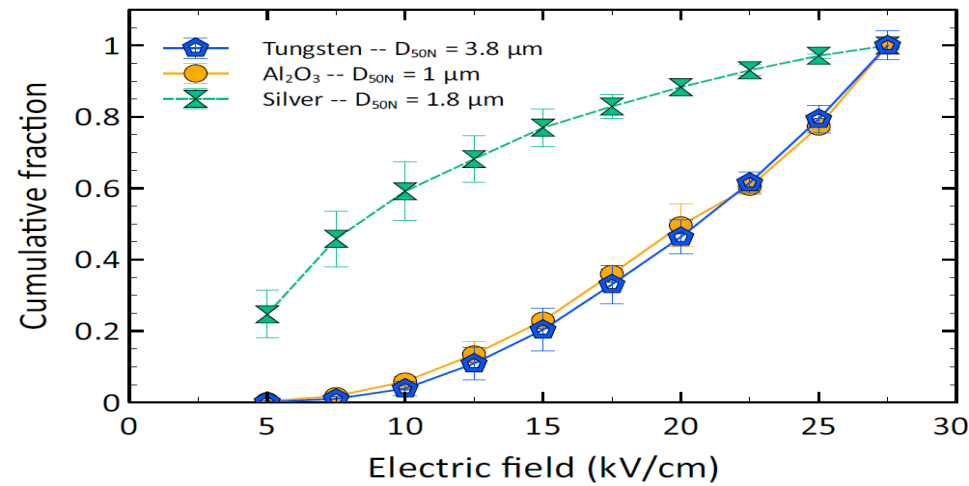 Tungsten -- D₅₀N = 3.8 μm
Al₂O₃ -- D₅₀N = 1 μm
Silver -- D₅₀N = 1.8 μm
Cumulative fraction
1
0.8
0.6
0.4
0.2
0
0 5 10 15 20 25 30
Electric field (kV/cm)